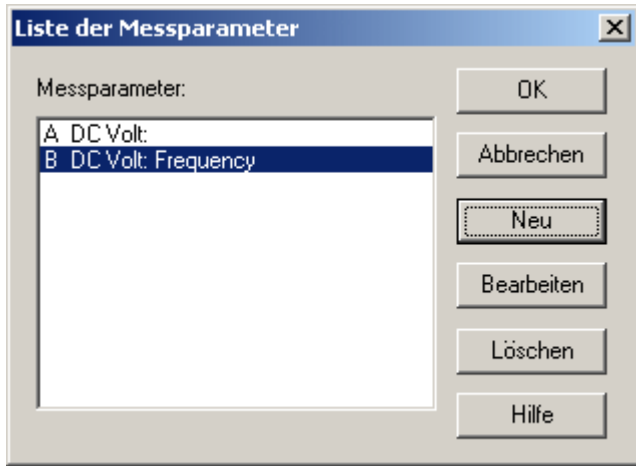 Liste der Messparameter
Messparameter:
A DC Volt:
B DC Volt: Frequency
OK
Abbrechen
Neu
Bearbeiten
Löschen
Hilfe